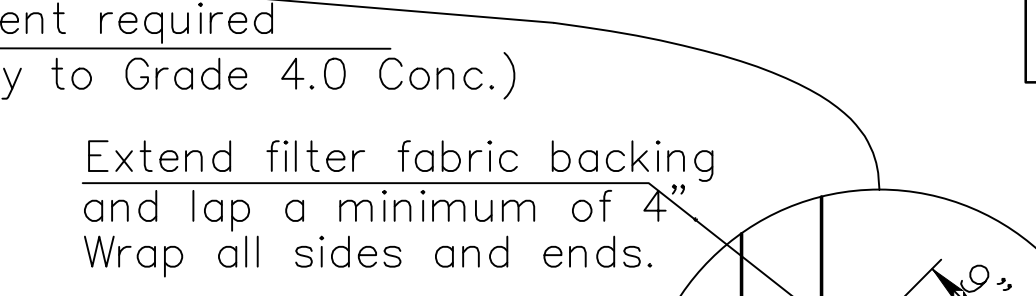 ent required
y to Grade 4.0 Conc.)
Extend filter fabric backing
and lap a minimum of 4".
Wrap all sides and ends.
9"